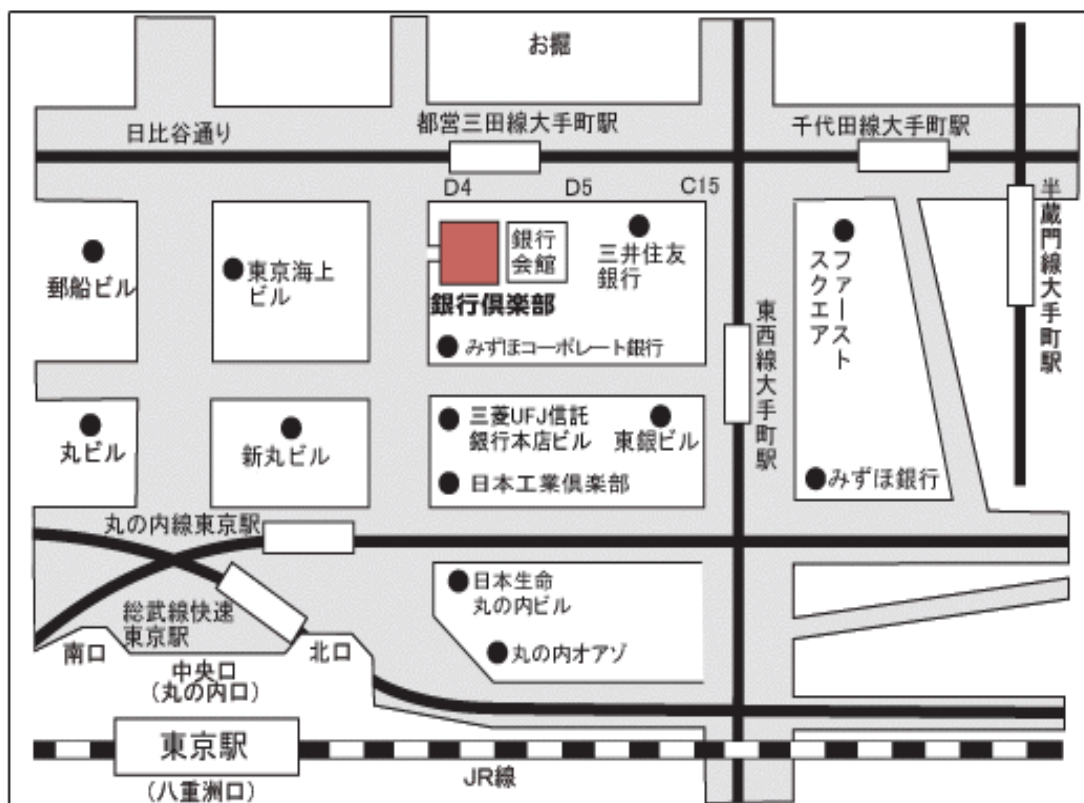 お掘
日比谷通り
都営三田線大手町駅
千代田線大手町駅
D4
D5
C15
半蔵門線大手町駅
郵船ビル
東京海上
ビル
銀行
会館
三井住友
銀行
銀行倶楽部
みずほコーポレート銀行
東西線大手町駅
ファースト
スクエア
丸ビル
新丸ビル
三菱UFJ信託
銀行本店ビル
東銀ビル
日本工業倶楽部
みずほ銀行
丸の内線東京駅
総武線快速
東京駅
日本生命
丸の内ビル
丸の内オアゾ
南口
中央口
(丸の内口)
北口
東京駅
(八重洲口)
JR線